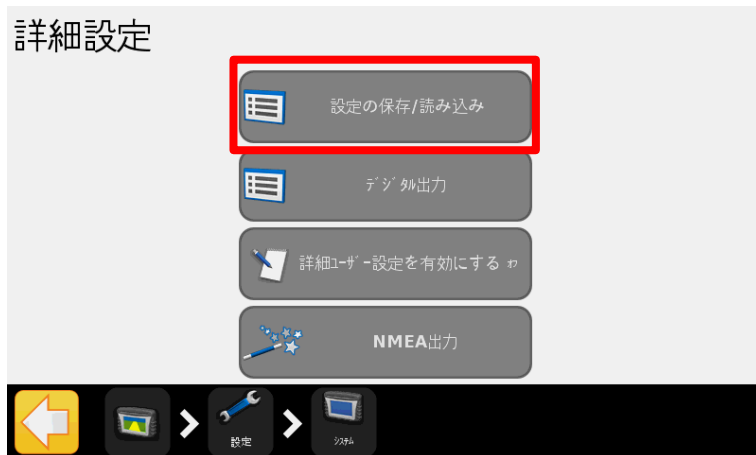 詳細設定
設定の保存/読み込み
ﾃﾞｼﾞﾀﾙ出力
詳細ﾕｰｻﾞｰ設定を有効にする ﾜ
NMEA出力
設定
ｼｽﾃﾑ